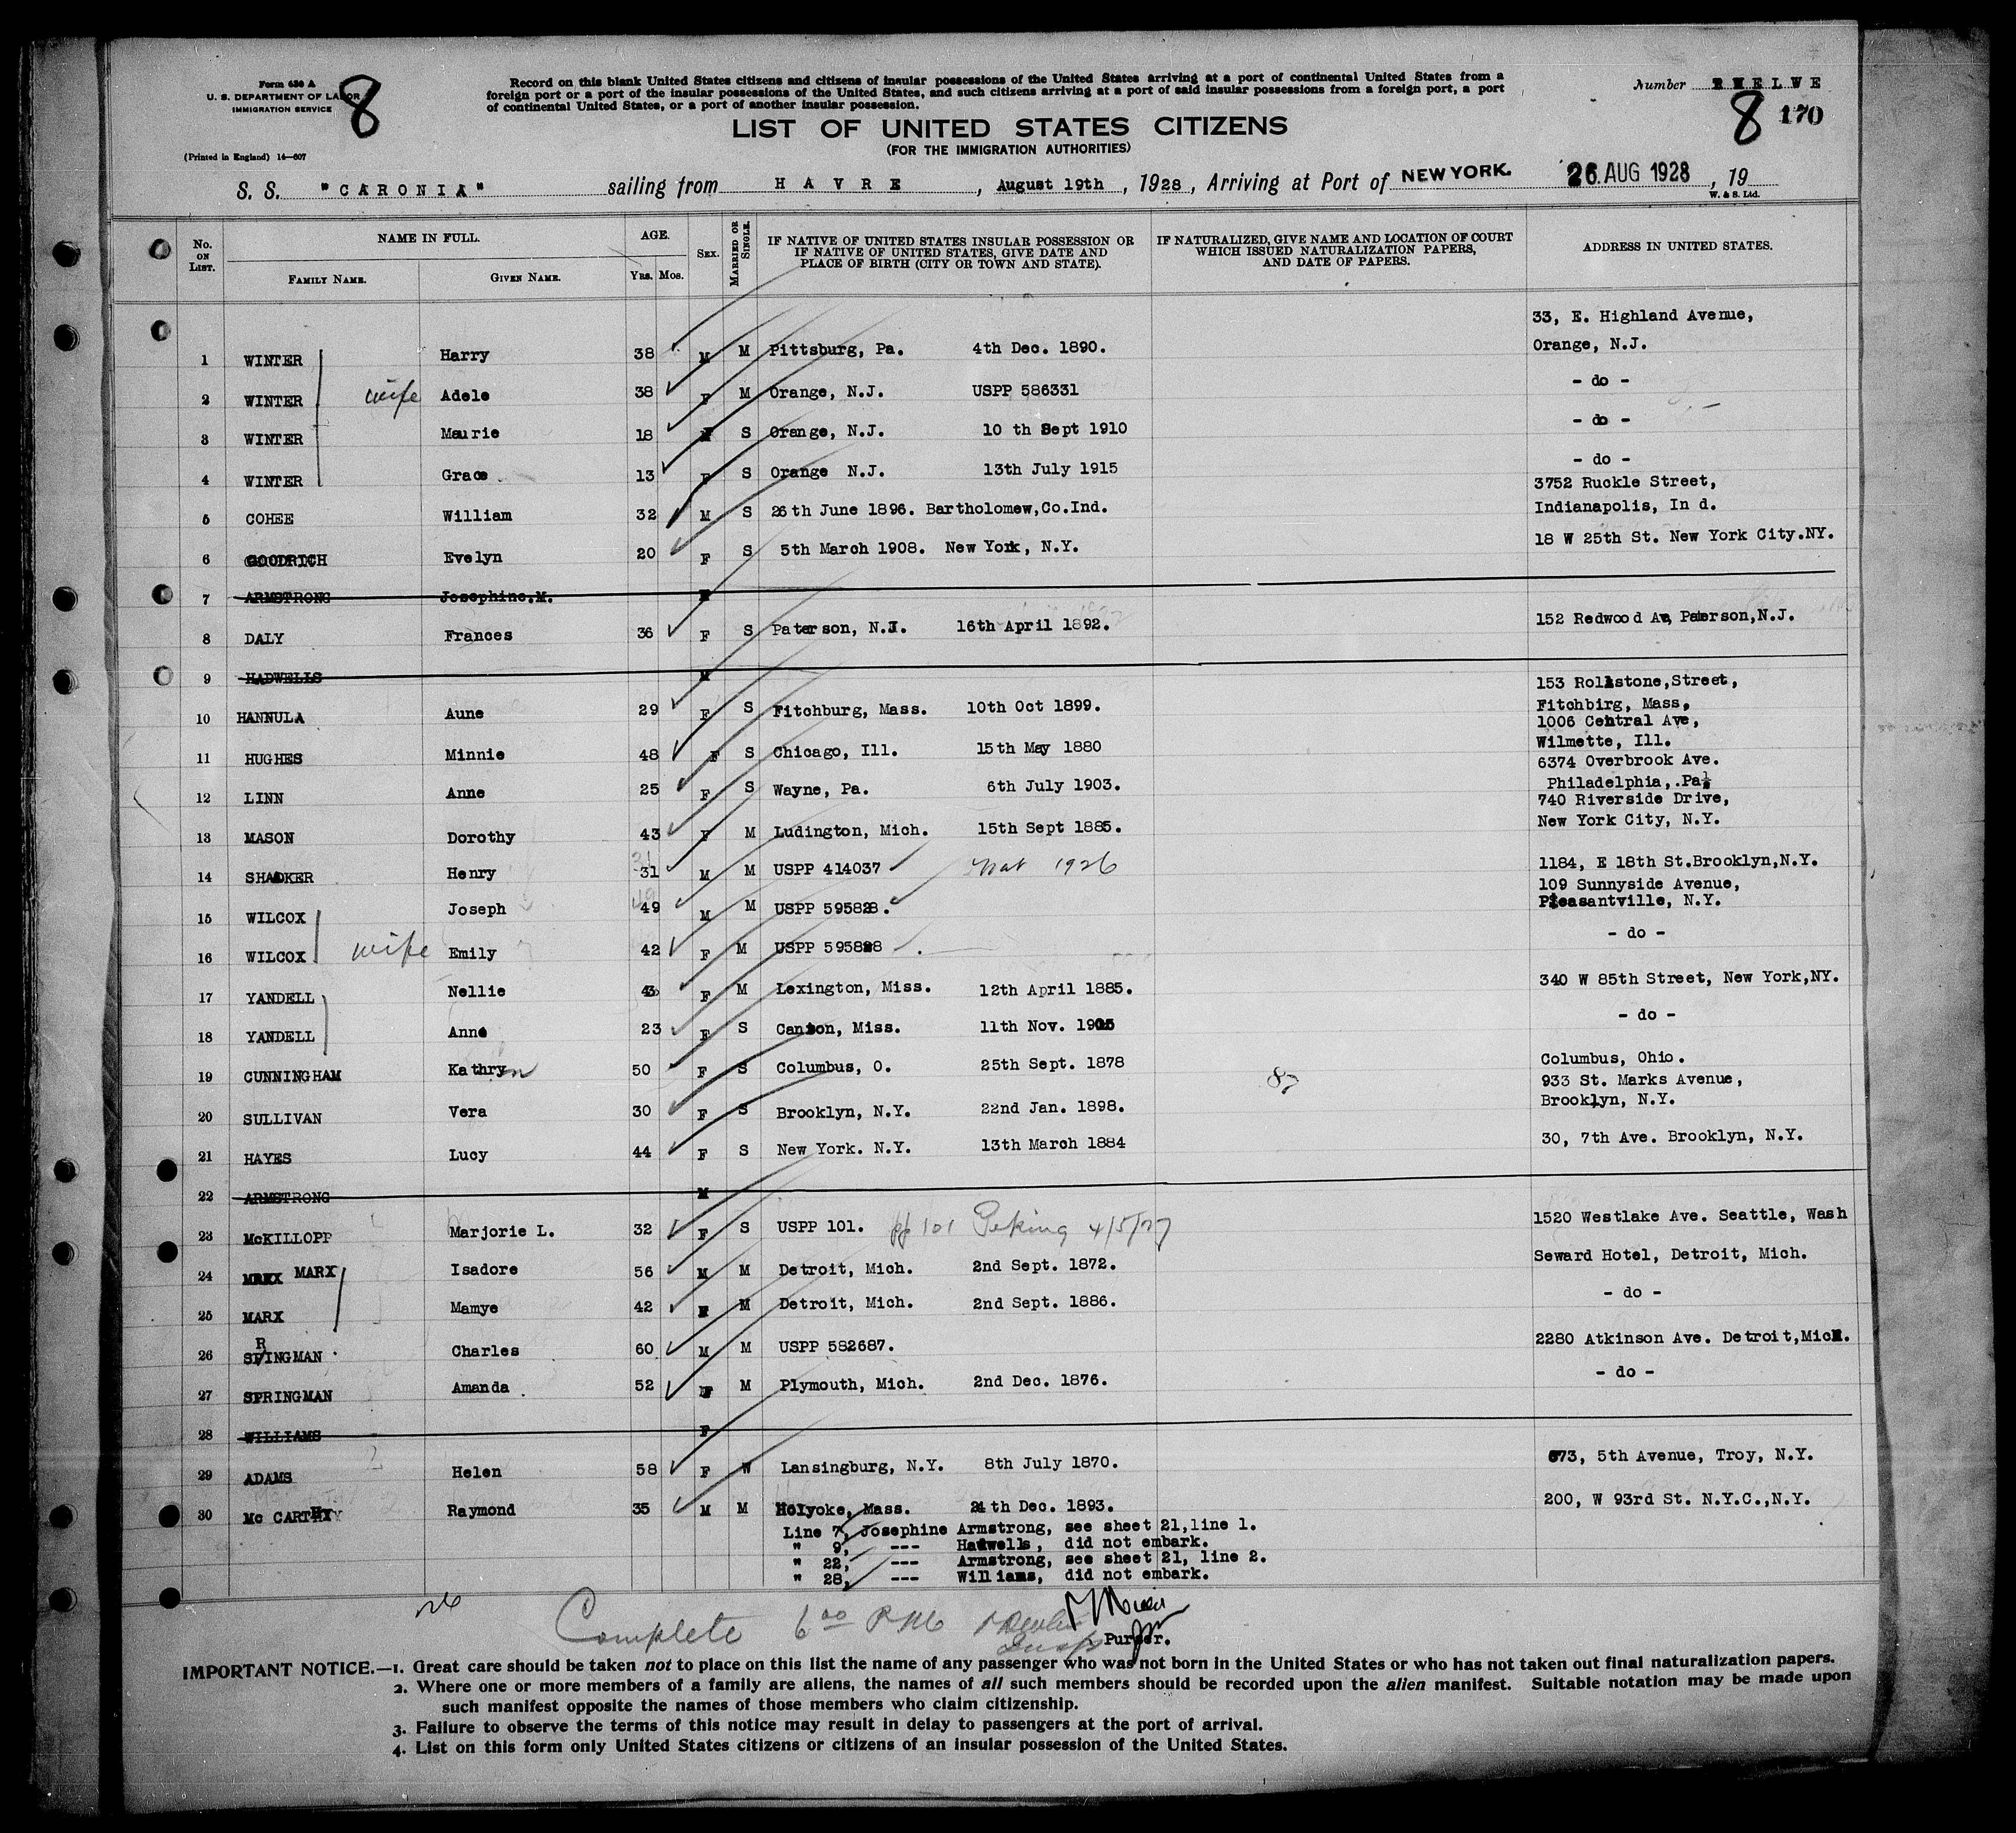 Form 630 A
U. S. DEPARTMENT OF LABOR
IMMIGRATION SERVICE
8
(Printed in England) 14—607
Record on this blank United States citizens and citizens of insular possessions of the United States arriving at a port of continental United States from a
foreign port or a port of the insular possessions of the United States, and such citizens arriving at a port of said insular possessions from a foreign port, a port
of continental United States, or a port of another insular possession.
Number
8 170
LIST OF UNITED STATES CITIZENS
(FOR THE IMMIGRATION AUTHORITIES)
S. S. "CARONIA" sailing from HAVRE, August 19th, 1928, Arriving at Port of NEW YORK. 26 AUG 1928, 19
W. & S. Ltd.
No. ON LIST. NAME IN FULL. FAMILY NAME. GIVEN NAME. AGE. YRS. MOS. SEX. MARRIED OR SINGLE. IF NATIVE OF UNITED STATES INSULAR POSSESSION OR IF NATIVE OF UNITED STATES, GIVE DATE AND PLACE OF BIRTH (CITY OR TOWN AND STATE). IF NATURALIZED, GIVE NAME AND LOCATION OF COURT WHICH ISSUED NATURALIZATION PAPERS, AND DATE OF PAPERS. ADDRESS IN UNITED STATES.
33, E. Highland Avenue,
1 WINTER Harry 38 M M Pittsburg, Pa. 4th Dec. 1890. Orange, N.J.
2 WINTER wife Adele 38 F M Orange, N.J. USPP 586331 - do -
3 WINTER Maurie 18 S Orange, N.J. 10 th Sept 1910 - do -
4 WINTER Grace 13 F S Orange N.J. 13th July 1915 - do -
3752 Ruckle Street,
5 COHEE William 32 M S 26th June 1896. Bartholomew,Co.Ind. Indianapolis, In d.
6 GOODRICH Evelyn 20 F S 5th March 1908. New York, N.Y. 18 W 25th St. New York City.NY.
7 ARMSTRONG Josephine.M.
8 DALY Frances 36 F S Paterson, N.J. 16th April 1892. 152 Redwood Av, Paterson,N.J.
9 HADWELLS
153 Rollstone,Street,
10 HANNULA Aune 29 F S Fitchburg, Mass. 10th Oct 1899. Fitchbirg, Mass,
1006 Central Ave,
11 HUGHES Minnie 48 F S Chicago, Ill. 15th May 1880 Wilmette, Ill.
6374 Overbrook Ave.
12 LINN Anne 25 F S Wayne, Pa. 6th July 1903. Philadelphia,.Pa.
740 Riverside Drive,
13 MASON Dorothy 43 F M Ludington, Mich. 15th Sept 1885. New York City, N.Y.
14 SHADKER Henry 31 M M USPP 414037 Nat 1926 1184, E 18th St.Brooklyn,N.Y.
109 Sunnyside Avenue,
15 WILCOX Joseph 49 M M USPP 595828. Pleasantville, N.Y.
16 WILCOX wife Emily 42 F M USPP 595828 - do -
17 YANDELL Nellie 43 F M Lexington, Miss. 12th April 1885. 340 W 85th Street, New York,NY.
18 YANDELL Anne 23 F S Canton, Miss. 11th Nov. 1905 - do -
19 CUNNINGHAM Kathryn 50 F S Columbus, O. 25th Sept. 1878 Columbus, Ohio.
87 933 St. Marks Avenue,
20 SULLIVAN Vera 30 F S Brooklyn, N.Y. 22nd Jan. 1898. Brooklyn, N.Y.
21 HAYES Lucy 44 F S New York. N.Y. 13th March 1884 30, 7th Ave. Brooklyn, N.Y.
22 ARMSTRONG M
23 McKILLOPP Marjorie L. 32 F S USPP 101. pp 101 Peking 4/5/27 1520 Westlake Ave. Seattle, Wash
24 MARX MARX Isadore 56 M M Detroit, Mich. 2nd Sept. 1872. Seward Hotel, Detroit, Mich.
25 MARX Mamye 42 F M Detroit, Mich. 2nd Sept. 1886. - do -
26 SPRINGMAN Charles 60 M M USPP 582687. 2280 Atkinson Ave. Detroit,Mich.
27 SPRINGMAN Amanda 52 F M Plymouth, Mich. 2nd Dec. 1876. - do -
28 WILLIAMS F
29 ADAMS Helen 58 F W Lansingburg, N.Y. 8th July 1870. 673, 5th Avenue, Troy, N.Y.
30 Mc CARTHY Raymond 35 M M Holyoke, Mass. 24th Dec. 1893. 200, W 93rd St. N.Y.C.,N.Y.
Line 7, Josephine Armstrong, see sheet 21,line 1.
" 9, --- Hadwells, did not embark.
" 22, --- Armstrong, see sheet 21, line 2.
" 28, --- Williams, did not embark.
Complete 6 00 PM
Purser.
IMPORTANT NOTICE.—1. Great care should be taken not to place on this list the name of any passenger who was not born in the United States or who has not taken out final naturalization papers.
2. Where one or more members of a family are aliens, the names of all such members should be recorded upon the alien manifest. Suitable notation may be made upon
such manifest opposite the names of those members who claim citizenship.
3. Failure to observe the terms of this notice may result in delay to passengers at the port of arrival.
4. List on this form only United States citizens or citizens of an insular possession of the United States.